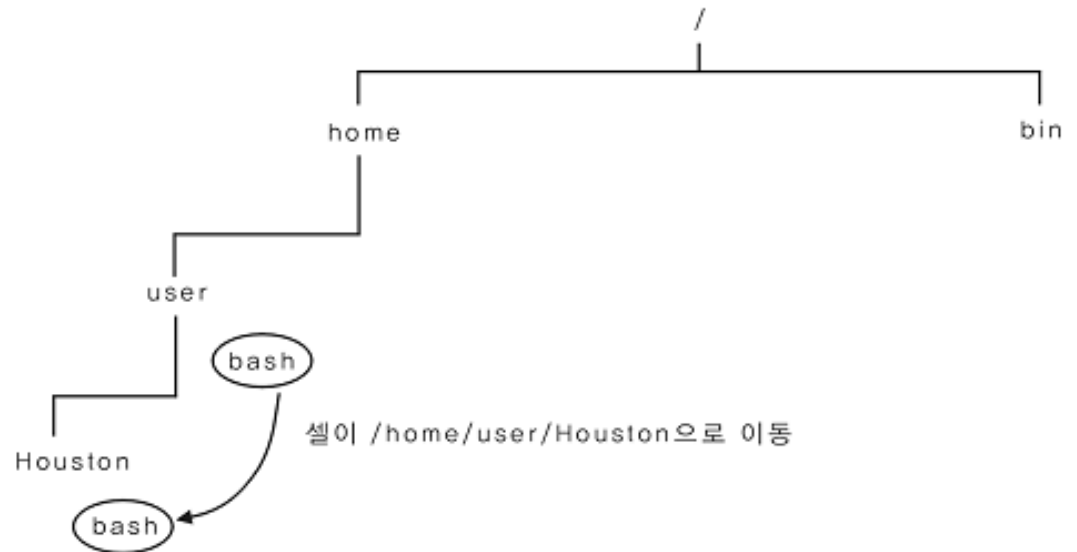 /
home
bin
user
bash
셸이 /home/user/Houston으로 이동
Houston
bash